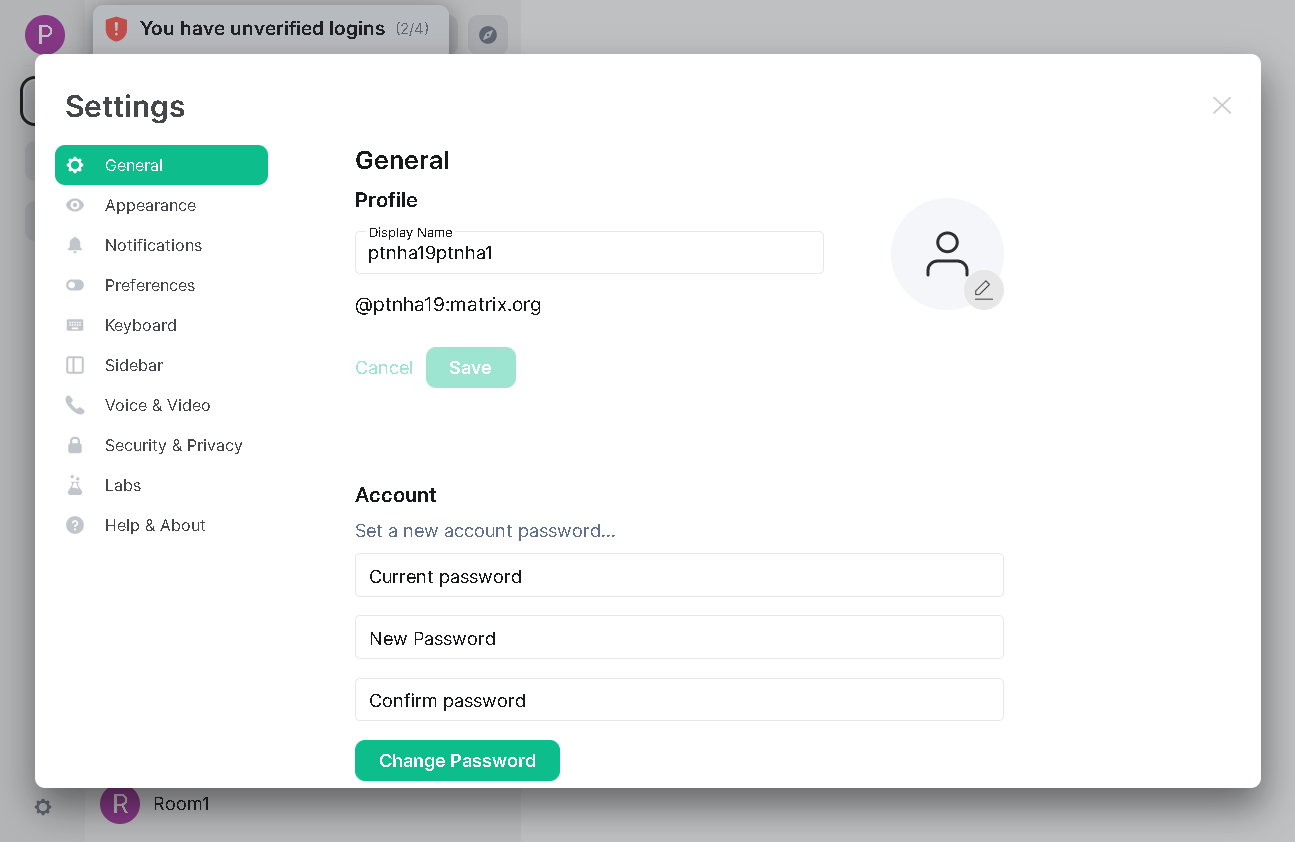 P
You have unverified logins (2/4)
Settings
General
Appearance
Notifications
Preferences
Keyboard
Sidebar
Voice & Video
Security & Privacy
Labs
Help & About
General
Profile
Display Name
ptnha19ptnha1
@ptnha19:matrix.org
Cancel
Save
Account
Set a new account password...
Current password
New Password
Confirm password
Change Password
R
Room1